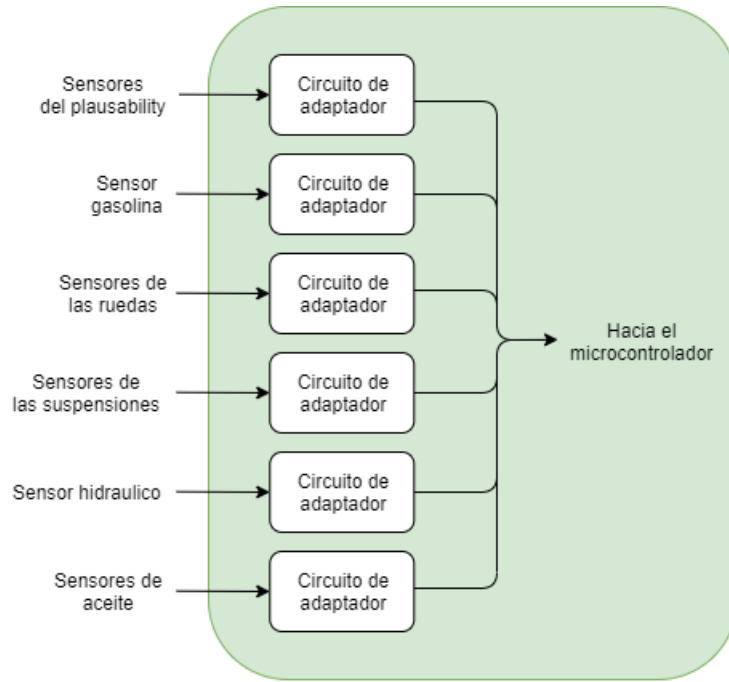 Sensores
del plausability
Circuito de
adaptador
Sensor
gasolina
Circuito de
adaptador
Sensores de
las ruedas
Circuito de
adaptador
Hacia el
microcontrolador
Sensores de
las suspensiones
Circuito de
adaptador
Sensor hidraulico
Circuito de
adaptador
Sensores de
aceite
Circuito de
adaptador